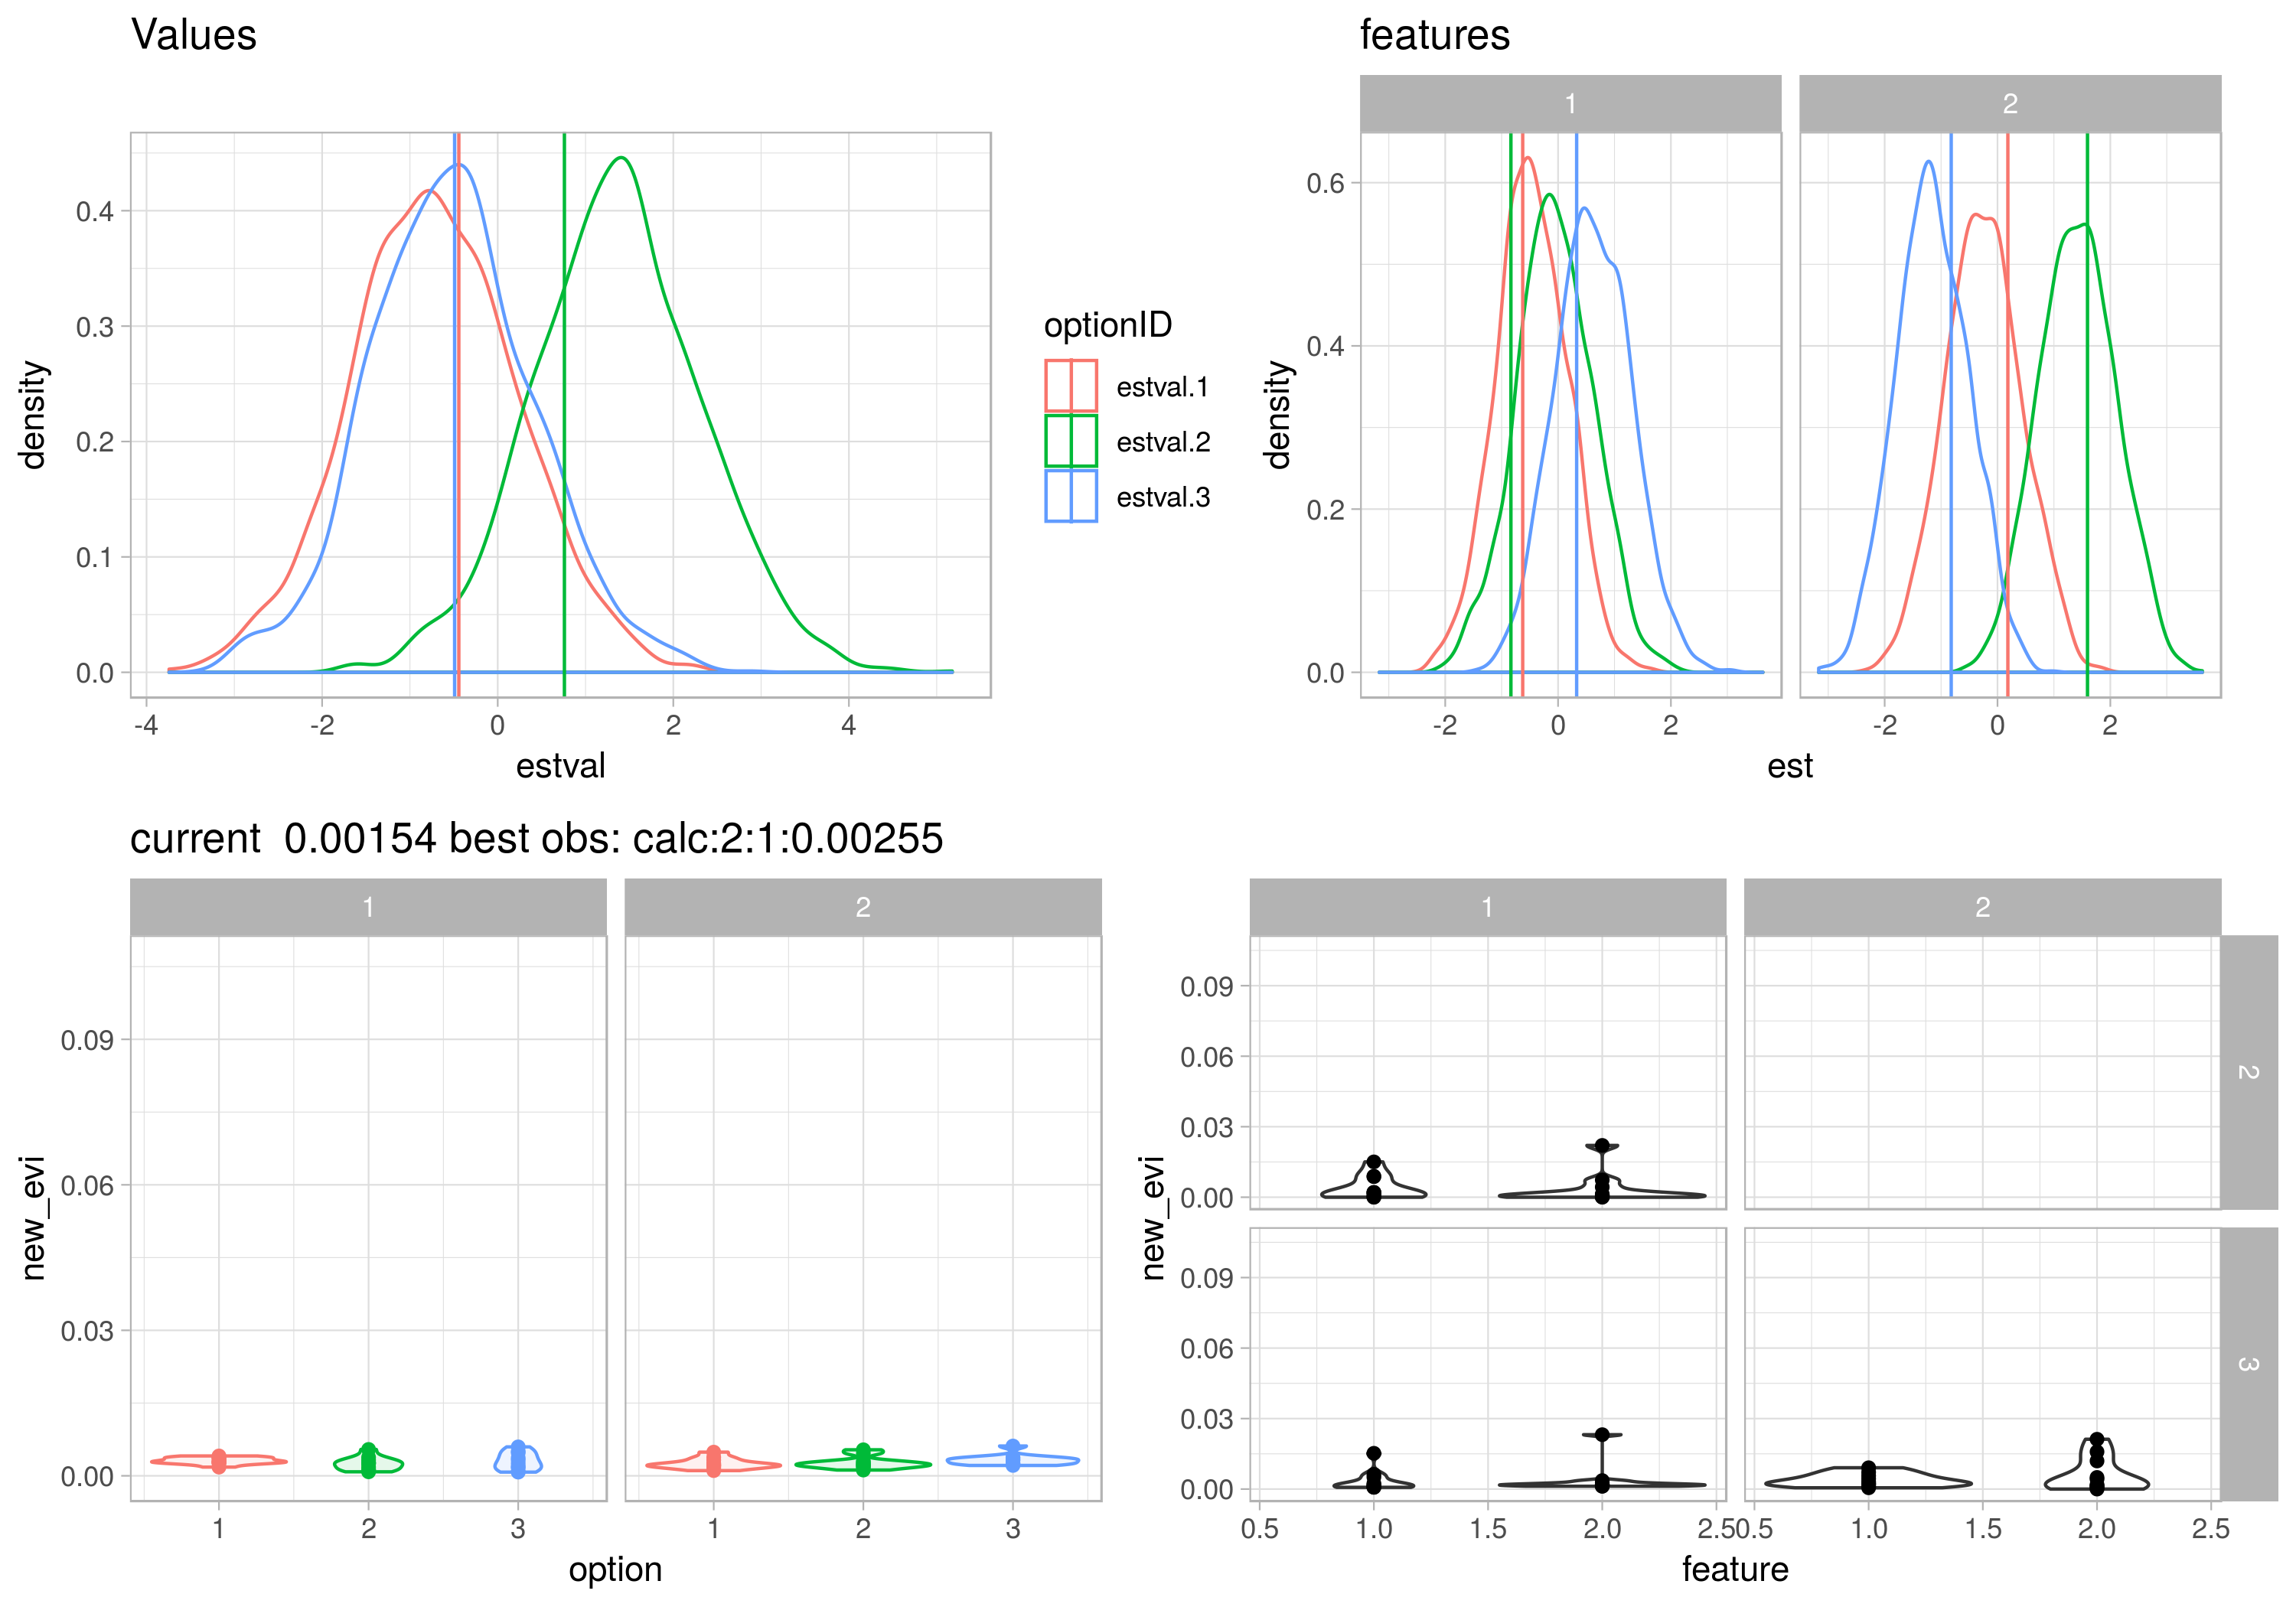 Values
0.4
0.3
0.2
0.1
0.0
density
-4 -2 0 2 4
estval
optionID
estval.1
estval.2
estval.3
features
1 2
0.6
0.4
0.2
0.0
density
-2 0 2 -2 0 2
est
current  0.00154 best obs: calc:2:1:0.00255
1 2
0.09
0.06
0.03
0.00
new_evi
1 2 3 1 2 3
option
1 2
0.09
0.06
0.03
0.00
2
new_evi
0.09
0.06
0.03
0.00
3
0.5 1.0 1.5 2.0 2.5 0.5 1.0 1.5 2.0 2.5
feature